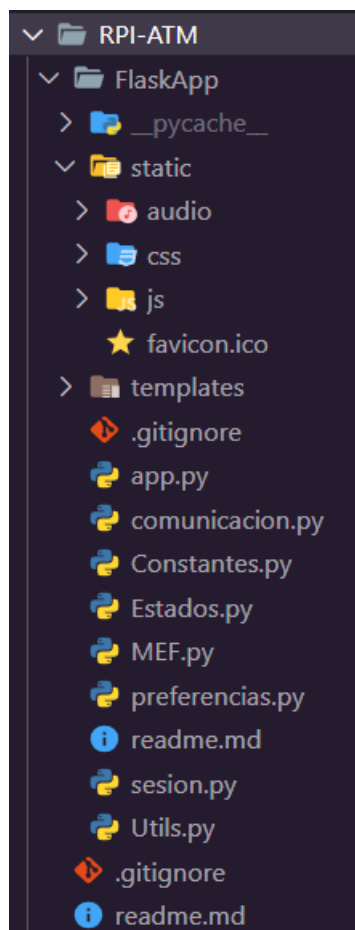 RPI-ATM
FlaskApp
__pycache__
static
audio
css
JS js
favicon.ico
templates
.gitignore
app.py
comunicacion.py
Constantes.py
Estados.py
MEF.py
preferencias.py
readme.md
sesion.py
Utils.py
.gitignore
readme.md